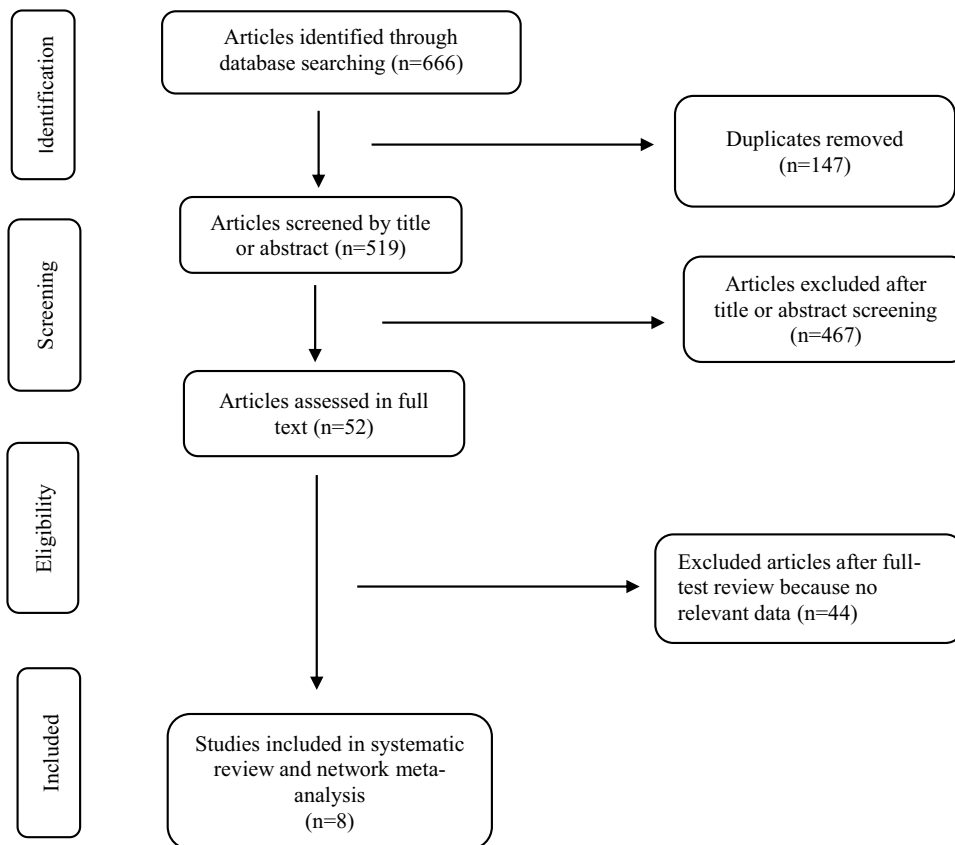 Identification
Articles identified through
database searching (n=666)
Duplicates removed
(n=147)
Screening
Articles screened by title
or abstract (n=519)
Articles excluded after
title or abstract screening
(n=467)
Articles assessed in full
text (n=52)
Eligibility
Excluded articles after full-
test review because no
relevant data (n=44)
Included
Studies included in systematic
review and network meta-
analysis
(n=8)